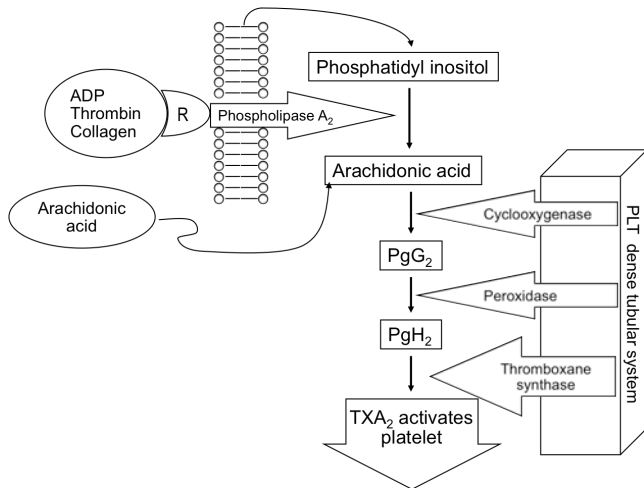 Phosphatidyl inositol
ADP
Thrombin
Collagen
R
Phospholipase A₂
Arachidonic acid
Arachidonic
acid
Cyclooxygenase
PgG₂
Peroxidase
PgH₂
Thromboxane
synthase
TXA₂ activates
platelet
PLT dense tubular system